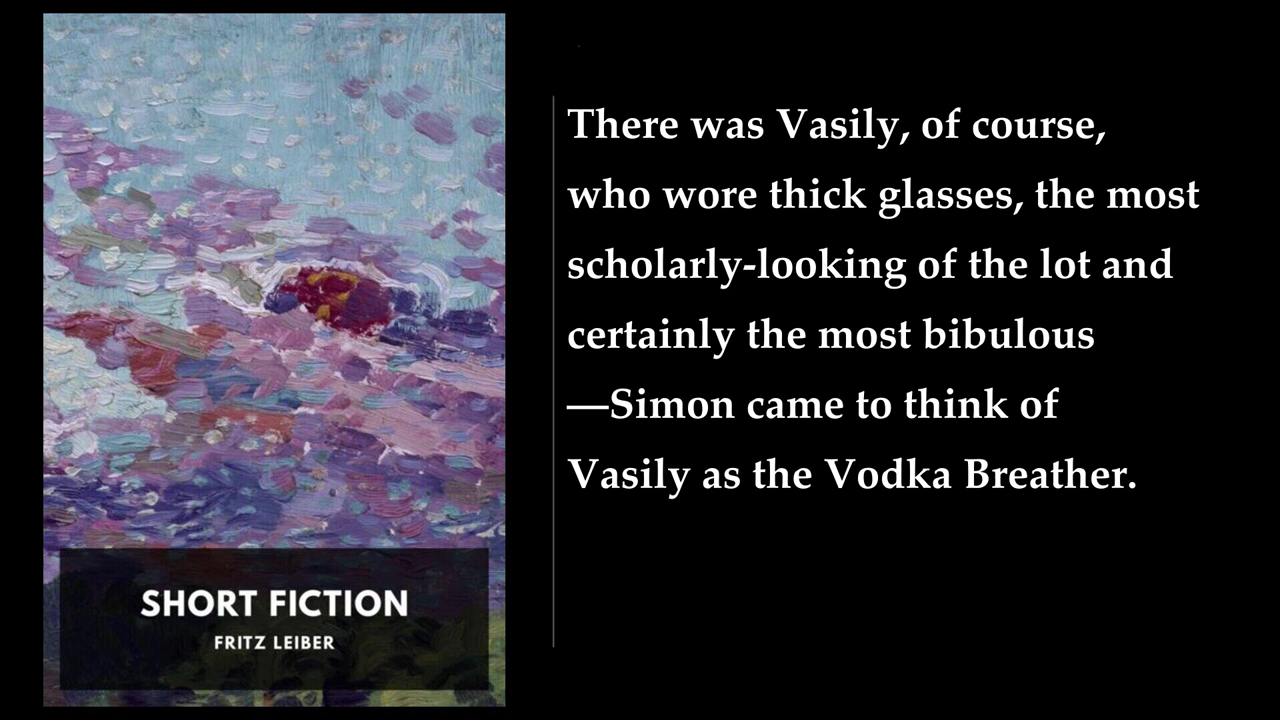 SHORT FICTION
FRITZ LEIBER
There was Vasily, of course,
who wore thick glasses, the most
scholarly-looking of the lot and
certainly the most bibulous
—Simon came to think of
Vasily as the Vodka Breather.